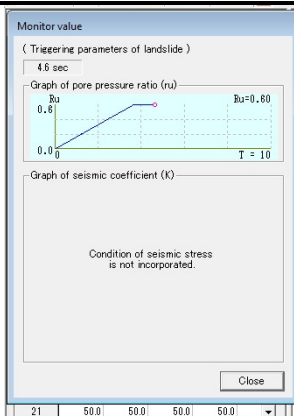 Monitor value
( Triggering parameters of landslide )
4.6 sec
Graph of pore pressure ratio (ru)
Ru
0.6
Ru=0.60
0.0
0
T = 10
Graph of seismic coefficient (K)
Condition of seismic stress
is not incorporated.
Close
21 50.0 50.0 50.0 50.0